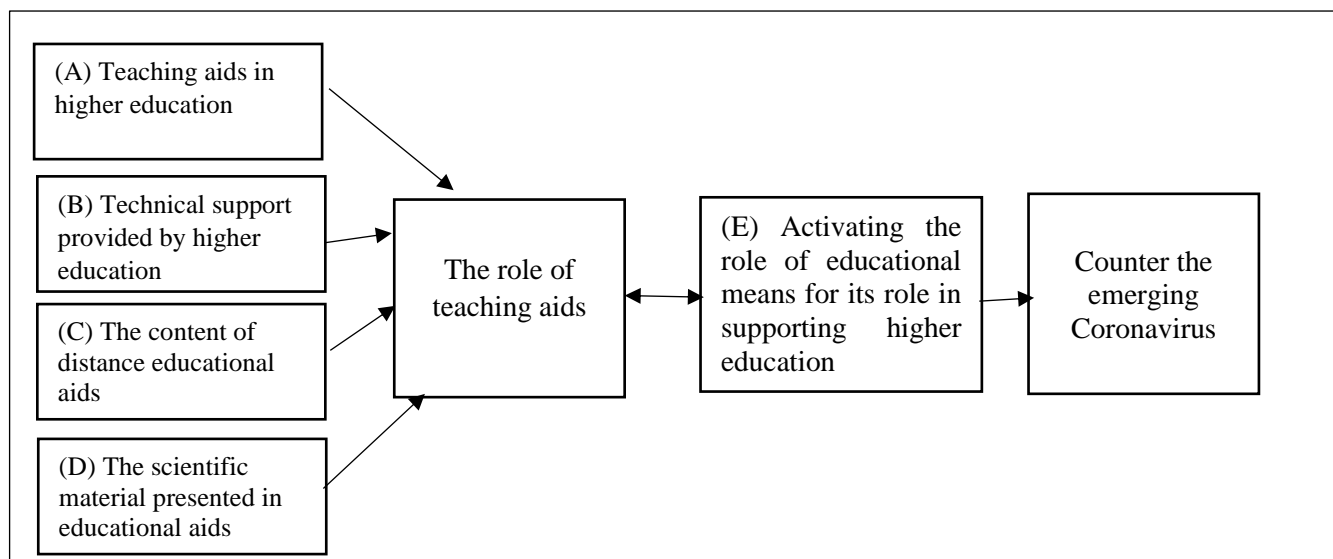 (A) Teaching aids in
higher education
(B) Technical support
provided by higher
education
(C) The content of
distance educational
aids
(D) The scientific
material presented in
educational aids
The role of
teaching aids
(E) Activating the
role of educational
means for its role in
supporting higher
education
Counter the
emerging
Coronavirus